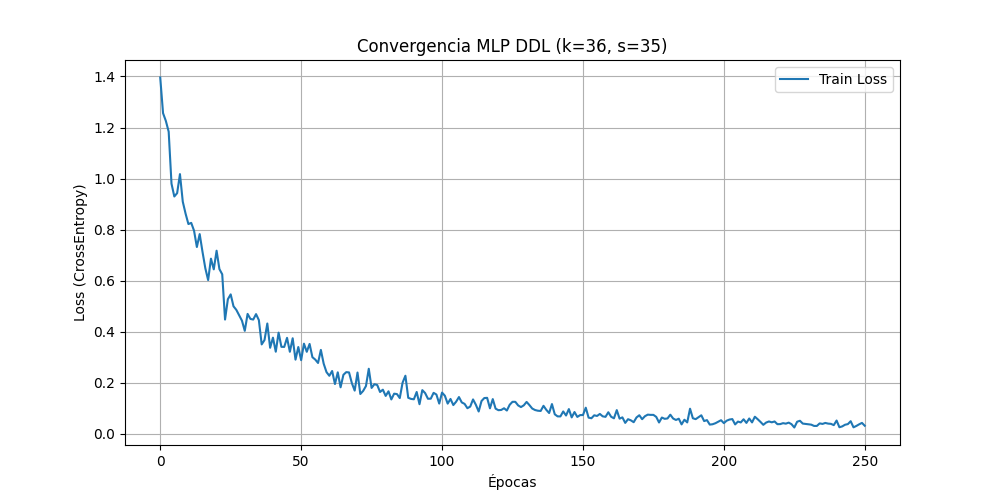 Convergencia MLP DDL (k=36, s=35)
Train Loss
Loss (CrossEntropy)
1.4
1.2
1.0
0.8
0.6
0.4
0.2
0.0
0 50 100 150 200 250
Épocas